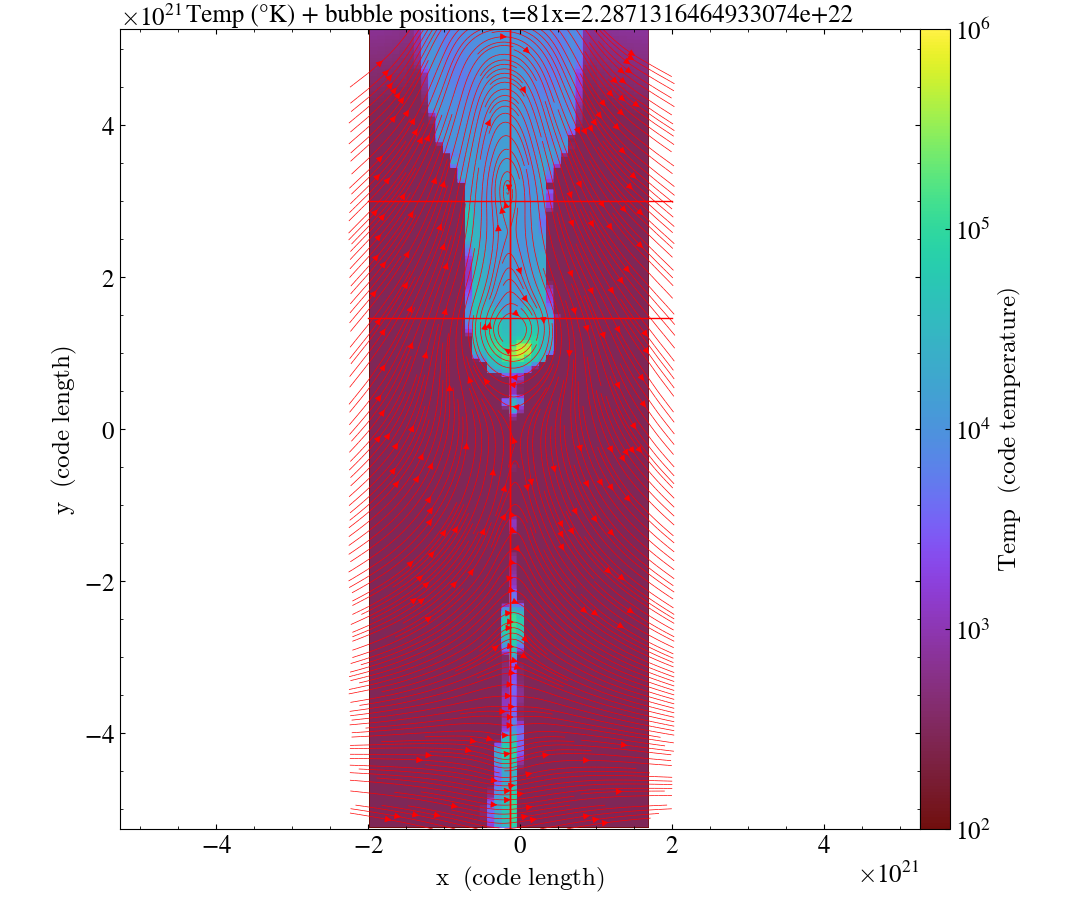 ×10²¹ Temp (°K) + bubble positions, t=81x=2.2871316464933074e+22
10⁶
4
10⁵
2
y (code length)
0
10⁴
Temp (code temperature)
−2
10³
−4
10²
−4 −2 0 2 4
x (code length)
×10²¹